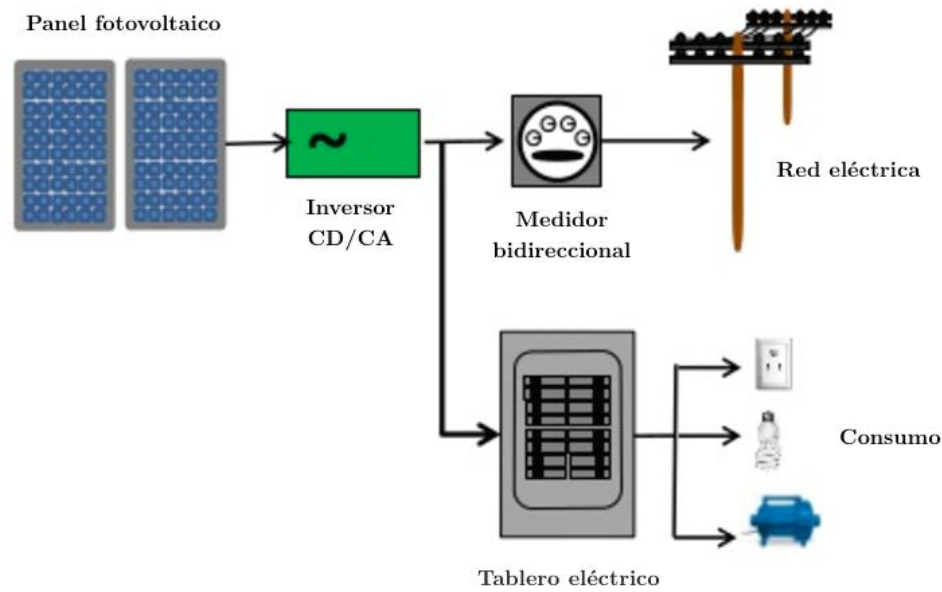 Panel fotovoltaico
Inversor
CD/CA
Medidor
bidireccional
Red eléctrica
Consumo
Tablero eléctrico